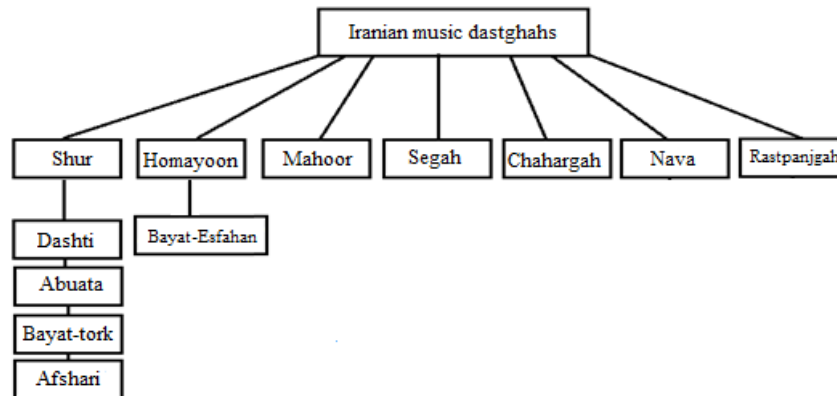 Iranian music dastghahs
Shur
Homayoon
Mahoor
Segah
Chahargah
Nava
Rastpanjgah
Dashti
Bayat-Esfahan
Abuata
Bayat-tork
Afshari